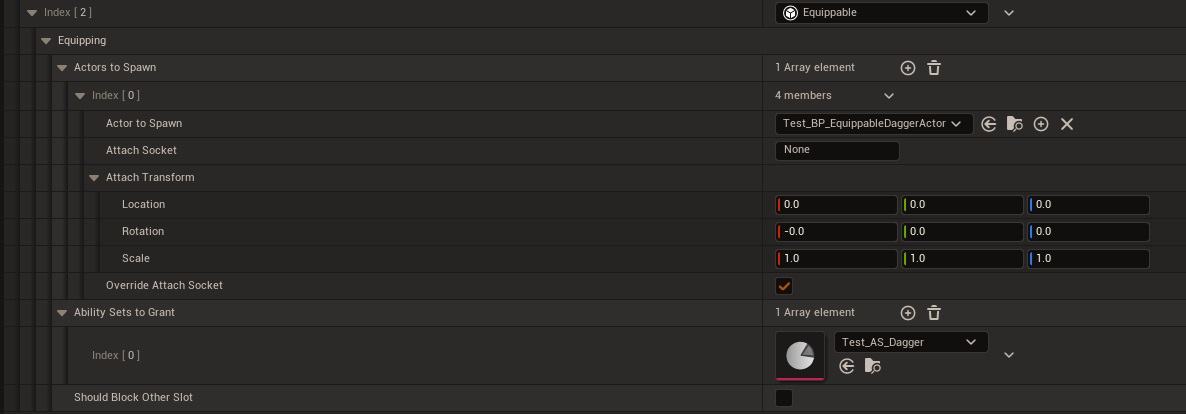 Index [ 2 ] Equippable
Equipping
Actors to Spawn 1 Array element
Index [ 0 ] 4 members
Actor to Spawn Test_BP_EquippableDaggerActor
Attach Socket None
Attach Transform
Location 0.0 0.0 0.0
Rotation -0.0 0.0 0.0
Scale 1.0 1.0 1.0
Override Attach Socket
Ability Sets to Grant 1 Array element
Index [ 0 ] Test_AS_Dagger
Should Block Other Slot